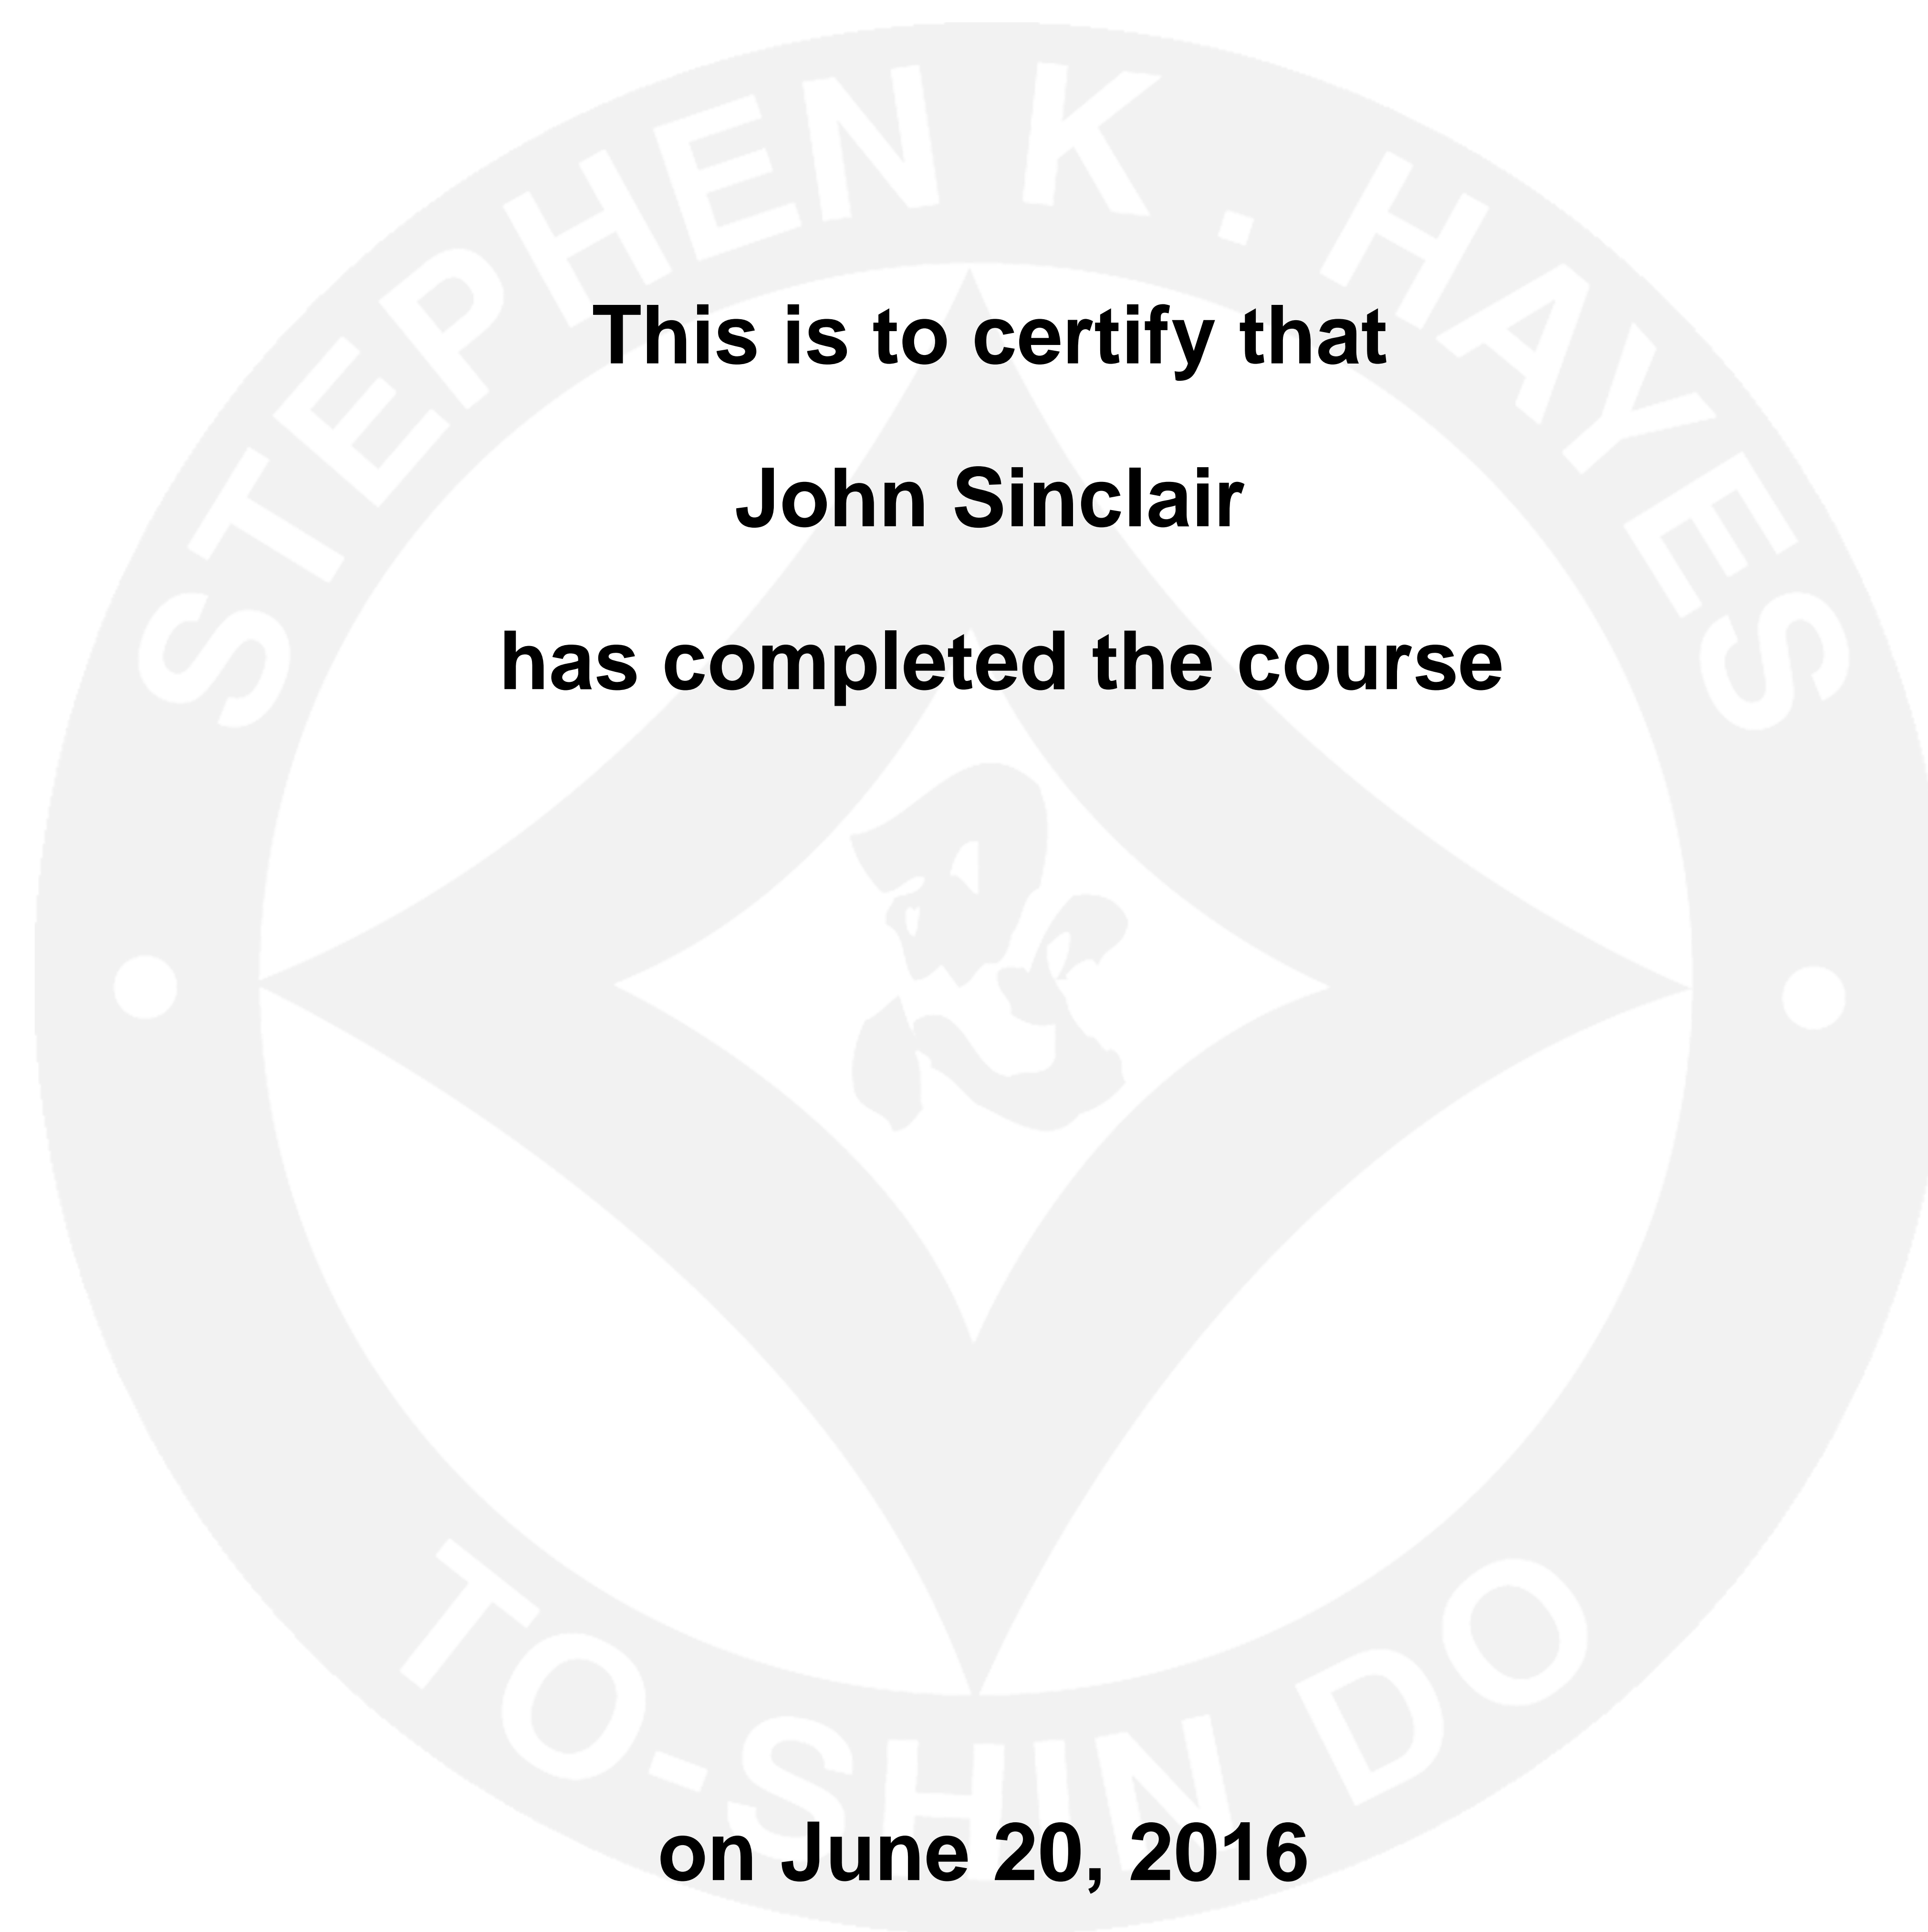 STEPHEN K. HAYES
This is to certify that
John Sinclair
has completed the course
忍
TO-SHIN DO
on June 20, 2016